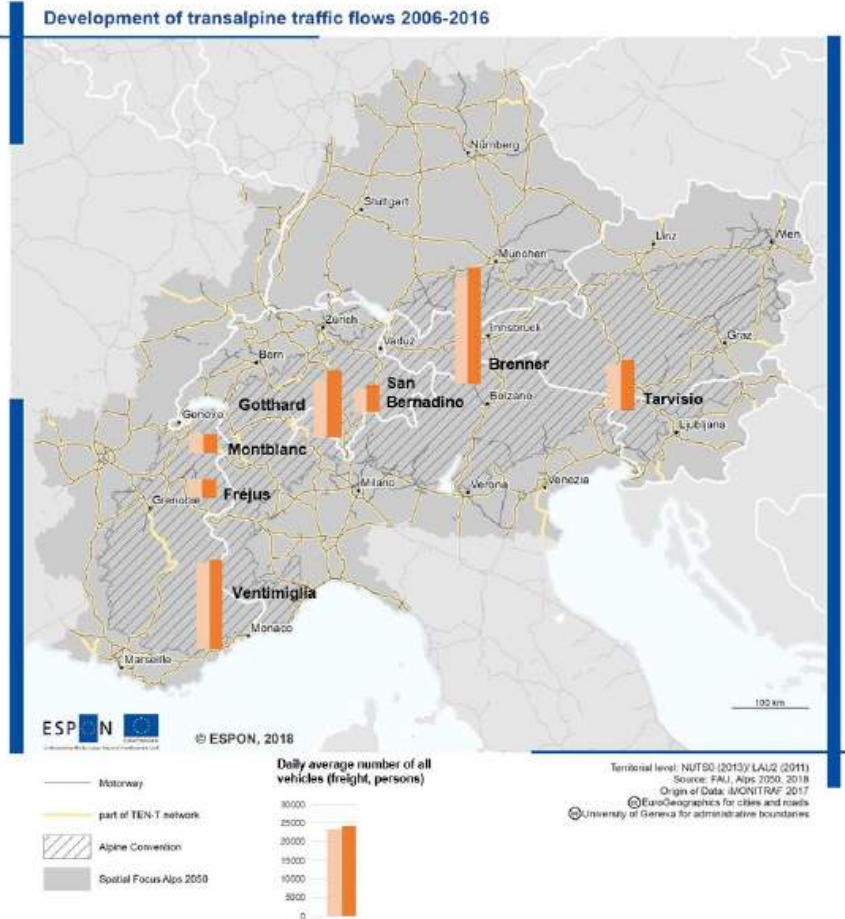 Development of transalpine traffic flows 2006-2016
Nürnberg
Stuttgart
Linz
Wien
München
Zürich
Innsbruck
Vaduz
Graz
Bern
Brenner
San
Bernadino
Gotthard
Tarvisio
Bolzano
Genève
Ljubljana
Montblanc
Milano
Verona
Venezia
Fréjus
Grenoble
Ventimiglia
Monaco
Marseille
100 km
ESPON
© ESPON, 2018
Daily average number of all
vehicles (freight, persons)
Motorway
part of TEN-T network
Alpine Convention
Spatial Focus Alps 2050
30000
25000
20000
15000
10000
5000
0
Territorial level: NUTS0 (2013)/ LAU2 (2011)
Source: FAU, Alps 2050, 2018
Origin of Data: iMONITRAF 2017
EuroGeographics for cities and roads
University of Geneva for administrative boundaries